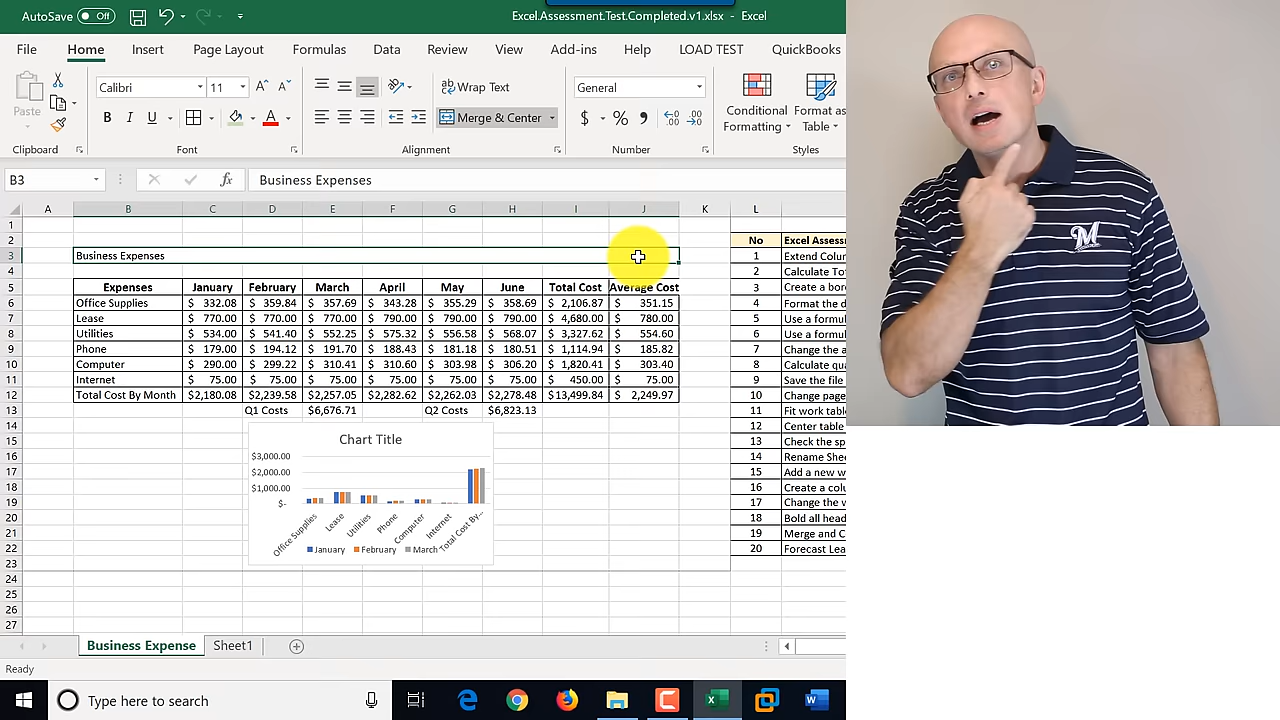 AutoSave Off Excel.Assessment.Test.Completed.v1.xlsx - Excel
File Home Insert Page Layout Formulas Data Review View Add-ins Help LOAD TEST QuickBooks
Calibri 11 ab Wrap Text General
Paste B I U A Merge & Center $ % Conditional Formatting Format as Table
Clipboard Font Alignment Number Styles
B3 fx Business Expenses
A B C D E F G H I J K L
1
2 No Excel Assessm
3 Business Expenses 1 Extend Colum
4 2 Calculate To
5 Expenses January February March April May June Total Cost Average Cost 3 Create a bor
6 Office Supplies $ 332.08 $ 359.84 $ 357.69 $ 343.28 $ 355.29 $ 358.69 $ 2,106.87 $ 351.15 4 Format the d
7 Lease $ 770.00 $ 770.00 $ 770.00 $ 790.00 $ 790.00 $ 790.00 $ 4,680.00 $ 780.00 5 Use a formul
8 Utilities $ 534.00 $ 541.40 $ 552.25 $ 575.32 $ 556.58 $ 568.07 $ 3,327.62 $ 554.60 6 Use a formul
9 Phone $ 179.00 $ 194.12 $ 191.70 $ 188.43 $ 181.18 $ 180.51 $ 1,114.94 $ 185.82 7 Change the a
10 Computer $ 290.00 $ 299.22 $ 310.41 $ 310.60 $ 303.98 $ 306.20 $ 1,820.41 $ 303.40 8 Calculate qua
11 Internet $ 75.00 $ 75.00 $ 75.00 $ 75.00 $ 75.00 $ 75.00 $ 450.00 $ 75.00 9 Save the file
12 Total Cost By Month $2,180.08 $2,239.58 $2,257.05 $2,282.62 $2,262.03 $2,278.48 $13,499.84 $ 2,249.97 10 Change page
13 Q1 Costs $6,676.71 Q2 Costs $6,823.13 11 Fit work table
14 12 Center table
15 Chart Title 13 Check the sp
16 $3,000.00 14 Rename Shee
17 $2,000.00 15 Add a new w
18 $1,000.00 16 Create a colu
19 $- 17 Change the v
20 Office Supplies Lease Utilities Phone Computer Internet Total Cost By... 18 Bold all head
21 19 Merge and C
22 January February March 20 Forecast Lea
23
24
25
26
27
Business Expense Sheet1
Ready
Type here to search
M